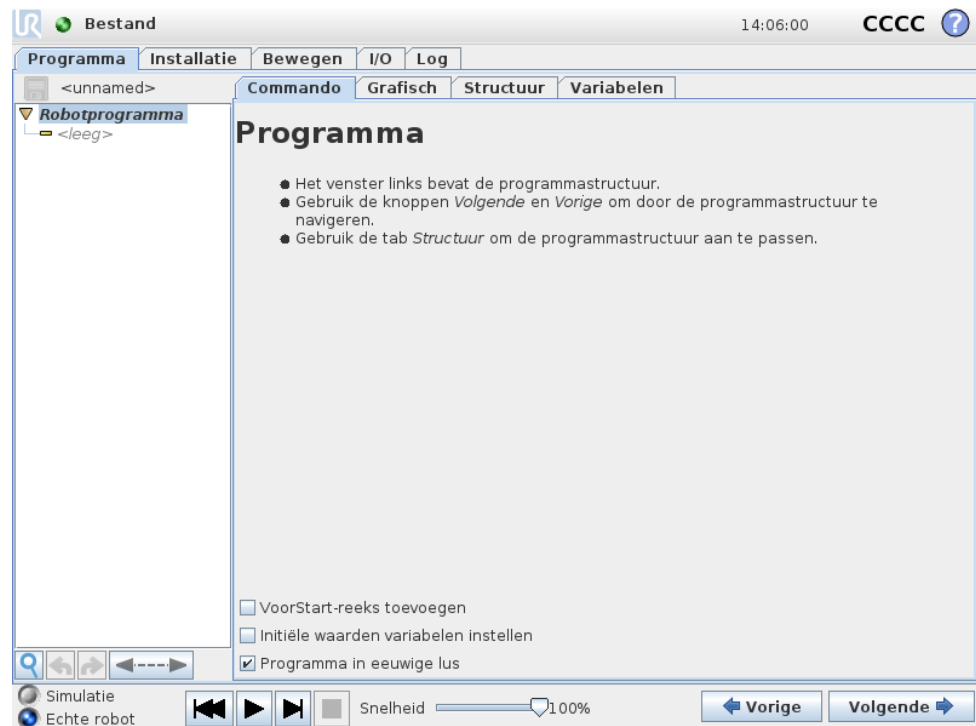 UR Bestand 14:06:00 CCCC ?
Programma Installatie Bewegen I/O Log
<unnamed>
Commando Grafisch Structuur Variabelen
Robotprogramma
<leeg>
Programma
Het venster links bevat de programmastructuur.
Gebruik de knoppen Volgende en Vorige om door de programmastructuur te
navigeren.
Gebruik de tab Structuur om de programmastructuur aan te passen.
VoorStart-reeks toevoegen
Initiële waarden variabelen instellen
Programma in eeuwige lus
Simulatie
Echte robot
Snelheid 100%
Vorige Volgende